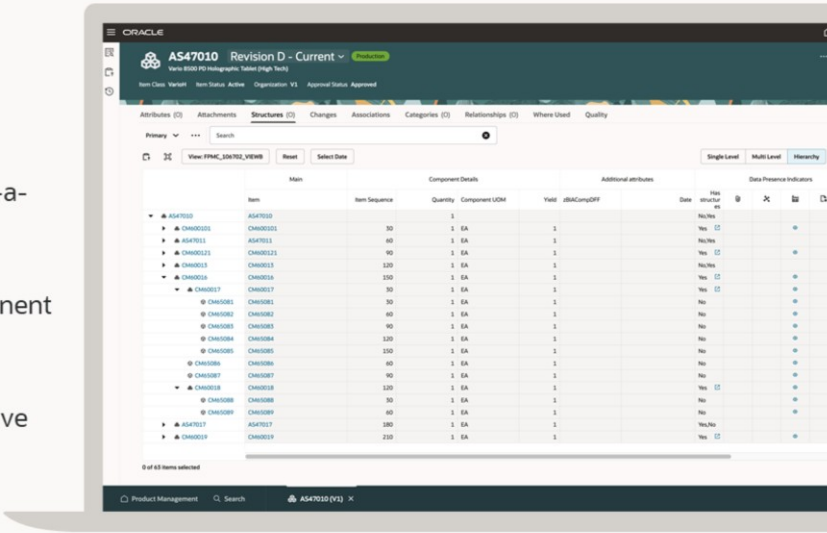 -a-
nent
ve
ORACLE
AS47010 Revision D - Current Production
Vario 8500 PD Holographic Tablet (High Tech)
Item Class VarioH Item Status Active Organization V1 Approval Status Approved
Attributes (0) Attachments Structures (0) Changes Associations Categories (0) Relationships (0) Where Used Quality
Primary ••• Search
View: FPMC_106702_VIEWB Reset Select Date Single Level Multi Level Hierarchy
Main Component Details Additional attributes Data Presence Indicators
Item Item Sequence Quantity Component UOM Yield zBIACompDFF Date Has structures
AS47010 AS47010 1 No;Yes
CM600101 CM600101 30 1 EA 1 Yes
AS47011 AS47011 60 1 EA 1 No;Yes
CM600121 CM600121 90 1 EA 1 Yes
CM60013 CM60013 120 1 EA 1 No;Yes
CM60016 CM60016 150 1 EA 1 Yes
CM60017 CM60017 30 1 EA 1 Yes
CM65081 CM65081 30 1 EA 1 No
CM65082 CM65082 60 1 EA 1 No
CM65083 CM65083 90 1 EA 1 No
CM65084 CM65084 120 1 EA 1 No
CM65085 CM65085 150 1 EA 1 No
CM65086 CM65086 60 1 EA 1 No
CM65087 CM65087 90 1 EA 1 No
CM60018 CM60018 120 1 EA 1 Yes
CM65088 CM65088 30 1 EA 1 No
CM65089 CM65089 60 1 EA 1 No
AS47017 AS47017 180 1 EA 1 Yes,No
CM60019 CM60019 210 1 EA 1 Yes
0 of 63 items selected
Product Management Search AS47010 (V1) ×